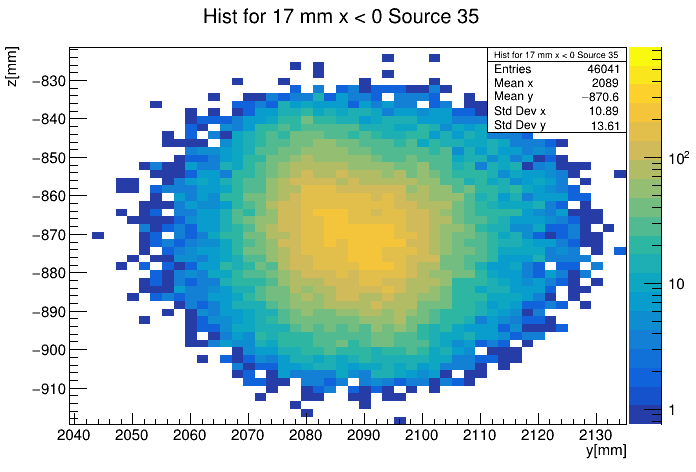 Hist for 17 mm x < 0 Source 35
z[mm]
Hist for 17 mm x < 0 Source 35
Entries 46041
Mean x 2089
Mean y −870.6
Std Dev x 10.89
Std Dev y 13.61
−830
−840
−850
−860
−870
−880
−890
−900
−910
10²
10
1
2040 2050 2060 2070 2080 2090 2100 2110 2120 2130
y[mm]